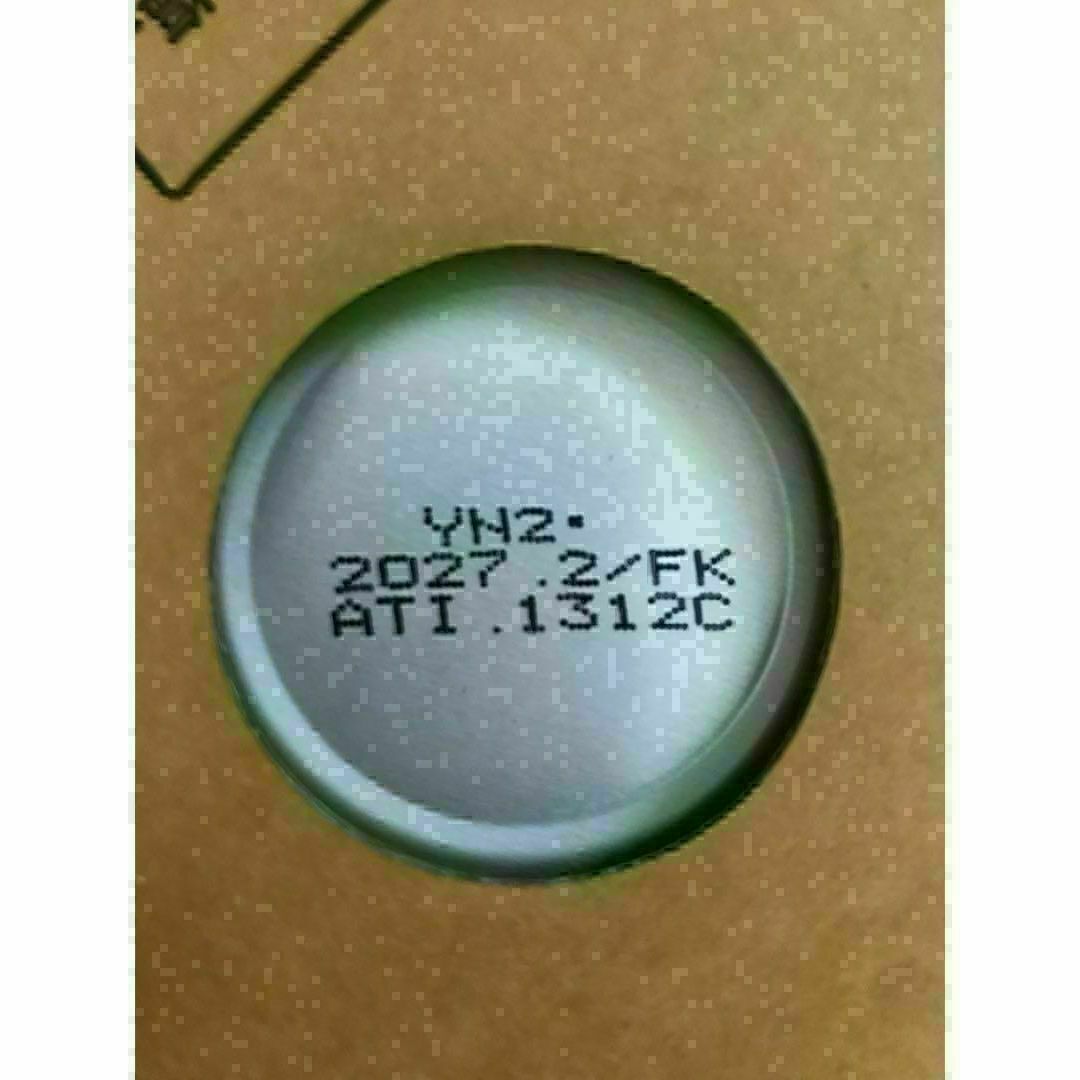 YN2▪
2027 .2/FK
ATI .1312C